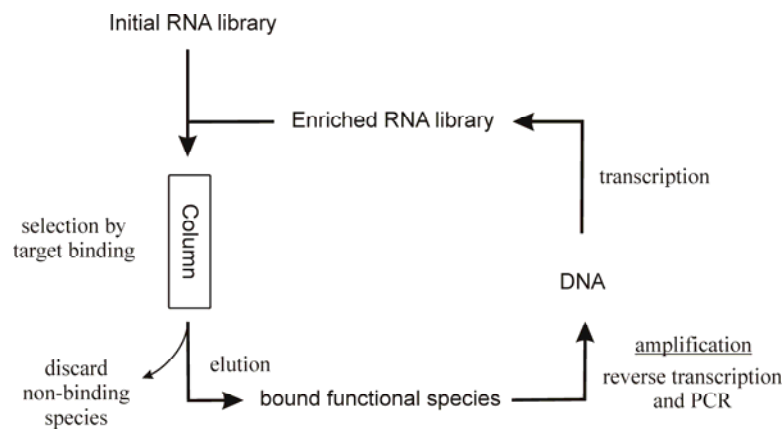 Initial RNA library
Enriched RNA library
transcription
selection by
target binding
Column
DNA
discard
non-binding
species
elution
bound functional species
amplification
reverse transcription
and PCR